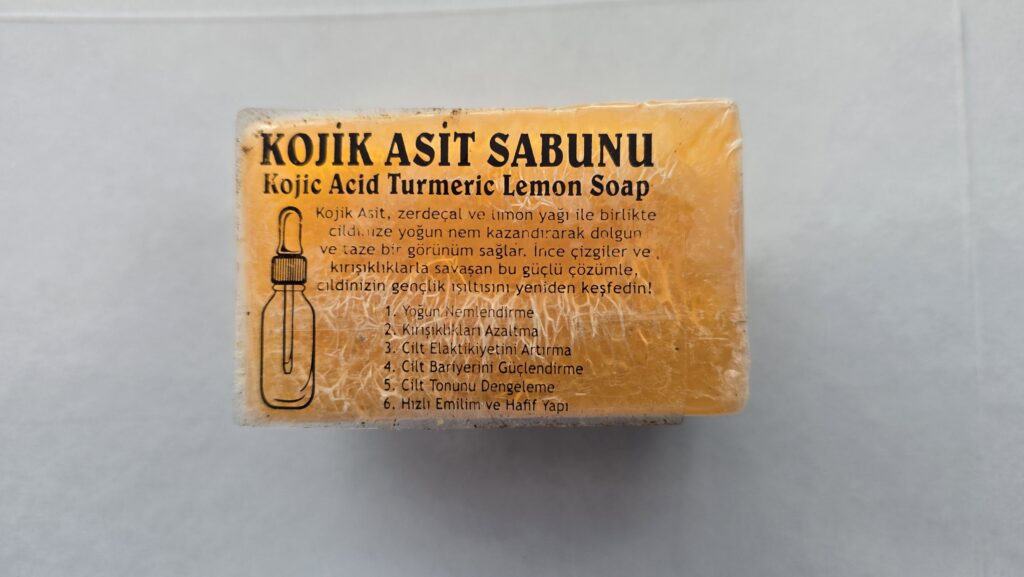 KOJİK ASİT SABUNU
Kojic Acid Turmeric Lemon Soap
Kojik Asit, zerdeçal ve limon yağı ile birlikte
cildinize yoğun nem kazandırarak dolgun
ve taze bir görünüm sağlar. İnce çizgiler ve
kırışıklıklarla savaşan bu güçlü çözümle,
cildinizin gençlik ışıltısını yeniden keşfedin!
1. Yoğun Nemlendirme
2. Kırışıklıkları Azaltma
3. Cilt Elaktikiyetini Artırma
4. Cilt Bariyerini Güçlendirme
5. Cilt Tonunu Dengeleme
6. Hızlı Emilim ve Hafif Yapı